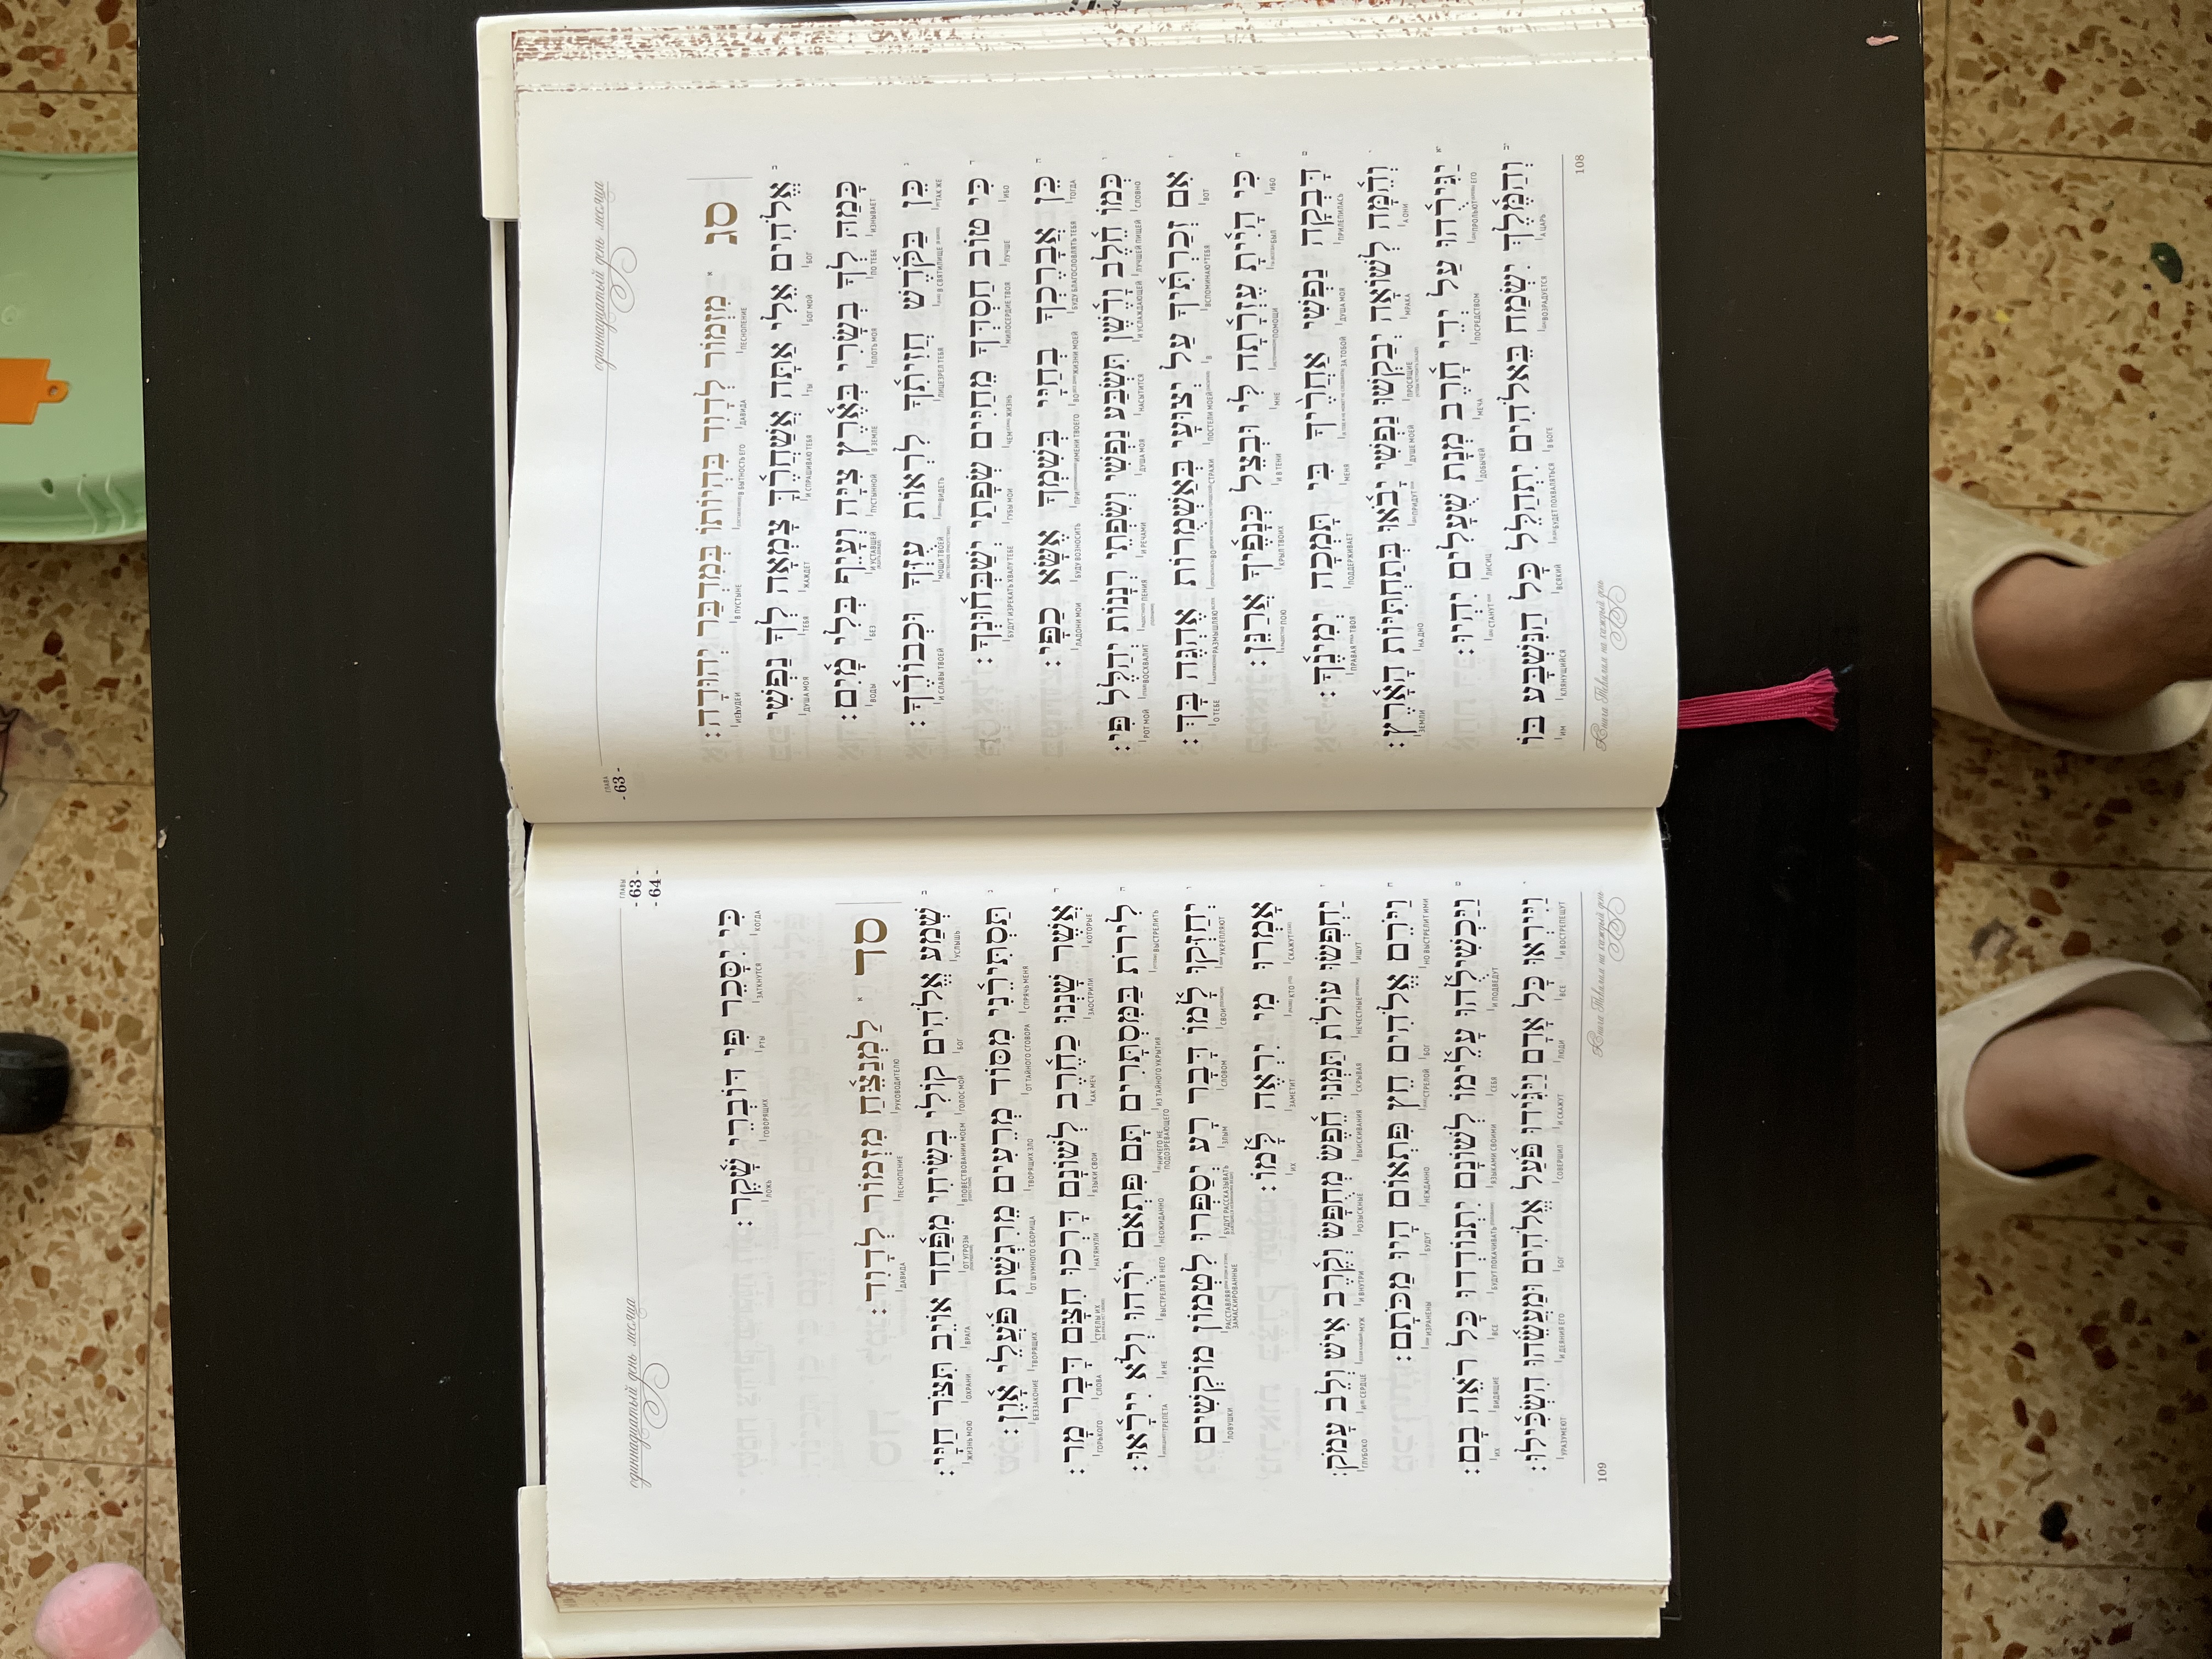 одиннадцатый день месяца
ГЛАВА
- 63 -
סג א מִזְמוֹר לְדָוִד בִּהְיוֹתוֹ בְּמִדְבַּר יְהוּדָה:
ПЕСНОПЕНИЕ ДАВИДА В БЫТНОСТЬ ЕГО В ПУСТЫНЕ ИЕhУДЕИ
ב אֱלֹהִים אֵלִי אַתָּה אֲשַׁחֲרֶךָּ צָמְאָה לְךָ נַפְשִׁי
БОГ БОГ МОЙ ТЫ И СПРАШИВАЮ ТЕБЯ ЖАЖДЕТ ТЕБЯ ДУША МОЯ
כָּמַהּ לְךָ בְשָׂרִי בְּאֶרֶץ צִיָּה וְעָיֵף בְּלִי מָיִם:
ИЗНЫВАЕТ ПО ТЕБЕ ПЛОТЬ МОЯ В ЗЕМЛЕ ПУСТЫННОЙ И УСТАВШЕЙ БЕЗ ВОДЫ
ג כֵּן בַּקֹּדֶשׁ חֲזִיתִךָ לִרְאוֹת עֻזְּךָ וּכְבוֹדֶךָ:
ТАК ЖЕ В СВЯТИЛИЩЕ ЛИЦЕЗРЕЛ ТЕБЯ ВИДЕТЬ МОЩИ ТВОЕЙ И СЛАВЫ ТВОЕЙ
ד כִּי טוֹב חַסְדְּךָ מֵחַיִּים שְׂפָתַי יְשַׁבְּחוּנְךָ:
ИБО ЛУЧШЕ МИЛОСЕРДИЕ ТВОЕ ЧЕМ ЖИЗНЬ ГУБЫ МОИ БУДУТ ИЗРЕКАТЬ ХВАЛУ ТЕБЕ
ה כֵּן אֲבָרֶכְךָ בְחַיָּי בְּשִׁמְךָ אֶשָּׂא כַפָּי:
ТОГДА БУДУ БЛАГОСЛОВЛЯТЬ ТЕБЯ ВО ЖИЗНИ МОЕЙ ПРИ ИМЕНИ ТВОЕГО БУДУ ВОЗНОСИТЬ ЛАДОНИ МОИ
ו כְּמוֹ חֵלֶב וָדֶשֶׁן תִּשְׂבַּע נַפְשִׁי וְשִׂפְתֵי רְנָנוֹת יְהַלֶּל פִּי:
СЛОВНО ЛУЧШЕЙ ПИЩЕЙ И УСЛАЖДАЮЩЕЙ НАСЫТИТСЯ ДУША МОЯ И РЕЧАМИ ПЕНИЯ ВОСХВАЛИТ РОТ МОЙ
ז אִם זְכַרְתִּיךָ עַל יְצוּעָי בְּאַשְׁמֻרוֹת אֶהְגֶּה בָּךְ:
ВОТ ВСПОМИНАЮ ТЕБЯ В ПОСТЕЛИ МОЕЙ ВО СТРАЖИ РАЗМЫШЛЯЮ О ТЕБЕ
ח כִּי הָיִיתָ עֶזְרָתָה לִּי וּבְצֵל כְּנָפֶיךָ אֲרַנֵּן:
ИБО БЫЛ ПОМОЩИ МНЕ И В ТЕНИ КРЫЛ ТВОИХ ПОЮ
ט דָּבְקָה נַפְשִׁי אַחֲרֶיךָ בִּי תָּמְכָה יְמִינֶךָ:
ПРИЛЕПИЛАСЬ ДУША МОЯ ЗА ТОБОЙ МЕНЯ ПОДДЕРЖИВАЕТ ПРАВАЯ ТВОЯ
י וְהֵמָּה לְשׁוֹאָה יְבַקְשׁוּ נַפְשִׁי יָבֹאוּ בְּתַחְתִּיּוֹת הָאָרֶץ:
А ОНИ МРАКА ПРОСЯЩИЕ ДУШЕ МОЕЙ ПРИДУТ НА ДНО ЗЕМЛИ
יא יַגִּירֻהוּ עַל יְדֵי חָרֶב מְנָת שֻׁעָלִים יִהְיוּ:
ПРОЛЬЮТ ЕГО ПОСРЕДСТВОМ МЕЧА ДОБЫЧЕЙ ЛИСИЦ СТАНУТ
יב וְהַמֶּלֶךְ יִשְׂמַח בֵּאלֹהִים יִתְהַלֵּל כָּל הַנִּשְׁבָּע בּוֹ
А ЦАРЬ ВОЗРАДУЕТСЯ В БОГЕ БУДЕТ ПОХВАЛЯТЬСЯ ВСЯКИЙ КЛЯНУЩИЙСЯ ИМ
108
Книга Теhилим на каждый день
одиннадцатый день месяца
ГЛАВЫ
- 63 -
- 64 -
כִּי יִסָּכֵר פִּי דוֹבְרֵי שָׁקֶר:
КОГДА ЗАТКНУТСЯ РТЫ ГОВОРЯЩИХ ЛОЖЬ
סד א לַמְנַצֵּחַ מִזְמוֹר לְדָוִד:
РУКОВОДИТЕЛЮ ПЕСНОПЕНИЕ ДАВИДА
ב שְׁמַע אֱלֹהִים קוֹלִי בְשִׂיחִי מִפַּחַד אוֹיֵב תִּצֹּר חַיָּי:
УСЛЫШЬ БОГ ГОЛОС МОЙ В ПОВЕСТВОВАНИИ МОЕМ ОТ УГРОЗЫ ВРАГА ОХРАНИ ЖИЗНЬ МОЮ
ג תַּסְתִּירֵנִי מִסּוֹד מְרֵעִים מֵרִגְשַׁת פֹּעֲלֵי אָוֶן:
СПРЯЧЬ МЕНЯ ОТ ТАЙНОГО СГОВОРА ТВОРЯЩИХ ЗЛО ОТ ШУМНОГО СБОРИЩА ТВОРЯЩИХ БЕЗЗАКОНИЕ
ד אֲשֶׁר שָׁנְנוּ כַחֶרֶב לְשׁוֹנָם דָּרְכוּ חִצָּם דָּבָר מָר:
КОТОРЫЕ ЗАОСТРИЛИ КАК МЕЧ ЯЗЫКИ СВОИ НАТЯНУЛИ СТРЕЛЫ ИХ СЛОВА ГОРЬКОГО
ה לִירֹת בַּמִּסְתָּרִים תָּם פִּתְאֹם יֹרֻהוּ וְלֹא יִירָאוּ:
ВЫСТРЕЛИТЬ ИЗ ТАЙНОГО УКРЫТИЯ НИЧЕГО НЕ ПОДОЗРЕВАЮЩЕГО НЕОЖИДАННО ВЫСТРЕЛЯТ В НЕГО И НЕ ТРЕПЕТА
ו יְחַזְּקוּ לָמוֹ דָּבָר רָע יְסַפְּרוּ לִטְמוֹן מוֹקְשִׁים
УКРЕПЛЯЮТ СВОИ СЛОВОМ ЗЛЫМ БУДУТ РАССКАЗЫВАТЬ РАССТАВЛЯЯ ЗАМАСКИРОВАННЫЕ ЛОВУШКИ
אָמְרוּ מִי יִרְאֶה לָּמוֹ:
СКАЖУТ КТО ЗАМЕТИТ ИХ
ז יַחְפְּשׂוּ עוֹלֹת תַּמְנוּ חֵפֶשׂ מְחֻפָּשׂ וְקֶרֶב אִישׁ וְלֵב עָמֹק:
ИЩУТ НЕЧЕСТНЫЕ СКРЫВАЯ ВЫИСКИВАНИЯ РОЗЫСКНЫЕ И ВНУТРИ МУЖ И СЕРДЦЕ ГЛУБОКО
ח וַיֹּרֵם אֱלֹהִים חֵץ פִּתְאוֹם הָיוּ מַכּוֹתָם:
НО ВЫСТРЕЛИТ ИМИ БОГ СТРЕЛОЙ НЕЖДАННО БУДУТ ИЗРАНЕНЫ
ט וַיַּכְשִׁילֻהוּ עָלֵימוֹ לְשׁוֹנָם יִתְנוֹדְדוּ כָּל רֹאֵה בָם:
И ПОДВЕДУТ СЕБЯ ЯЗЫКАМИ СВОИМИ БУДУТ ПОКАЧИВАТЬ ВСЕ ВИДЯЩИЕ ИХ
י וַיִּירְאוּ כָּל אָדָם וַיַּגִּידוּ פֹּעַל אֱלֹהִים וּמַעֲשֵׂהוּ הִשְׂכִּילוּ:
И ВОСТРЕПЕЩУТ ВСЕ ЛЮДИ И СКАЖУТ СОВЕРШИЛ БОГ И ДЕЯНИЯ ЕГО УРАЗУМЕЮТ
Книга Теhилим на каждый день
109